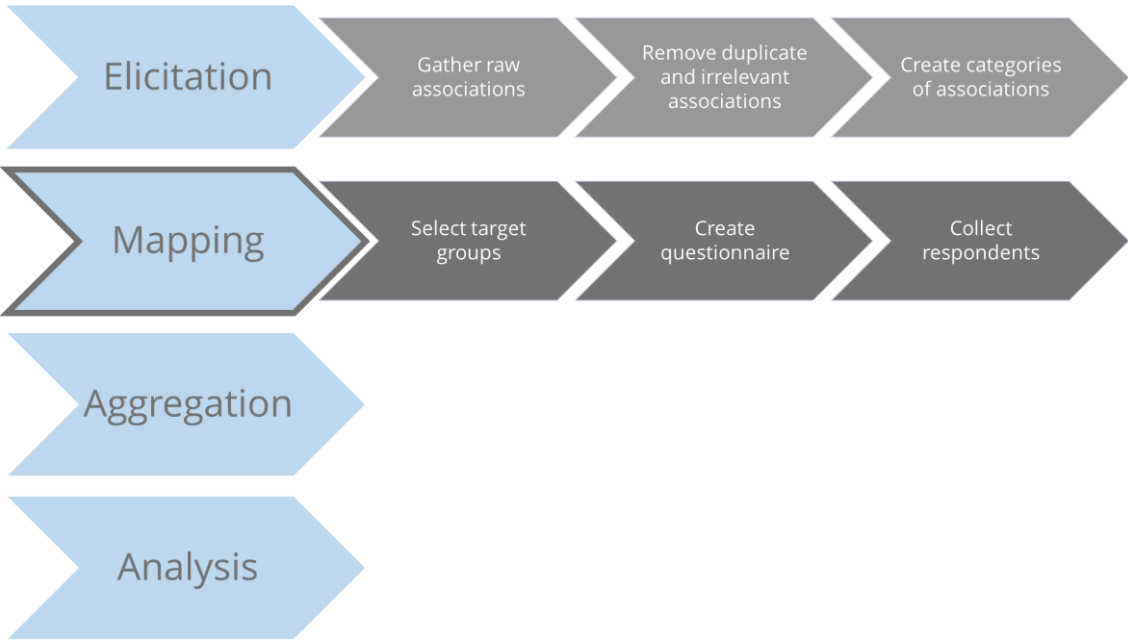 Elicitation
Gather raw
associations
Remove duplicate
and irrelevant
associations
Create categories
of associations
Mapping
Select target
groups
Create
questionnaire
Collect
respondents
Aggregation
Analysis